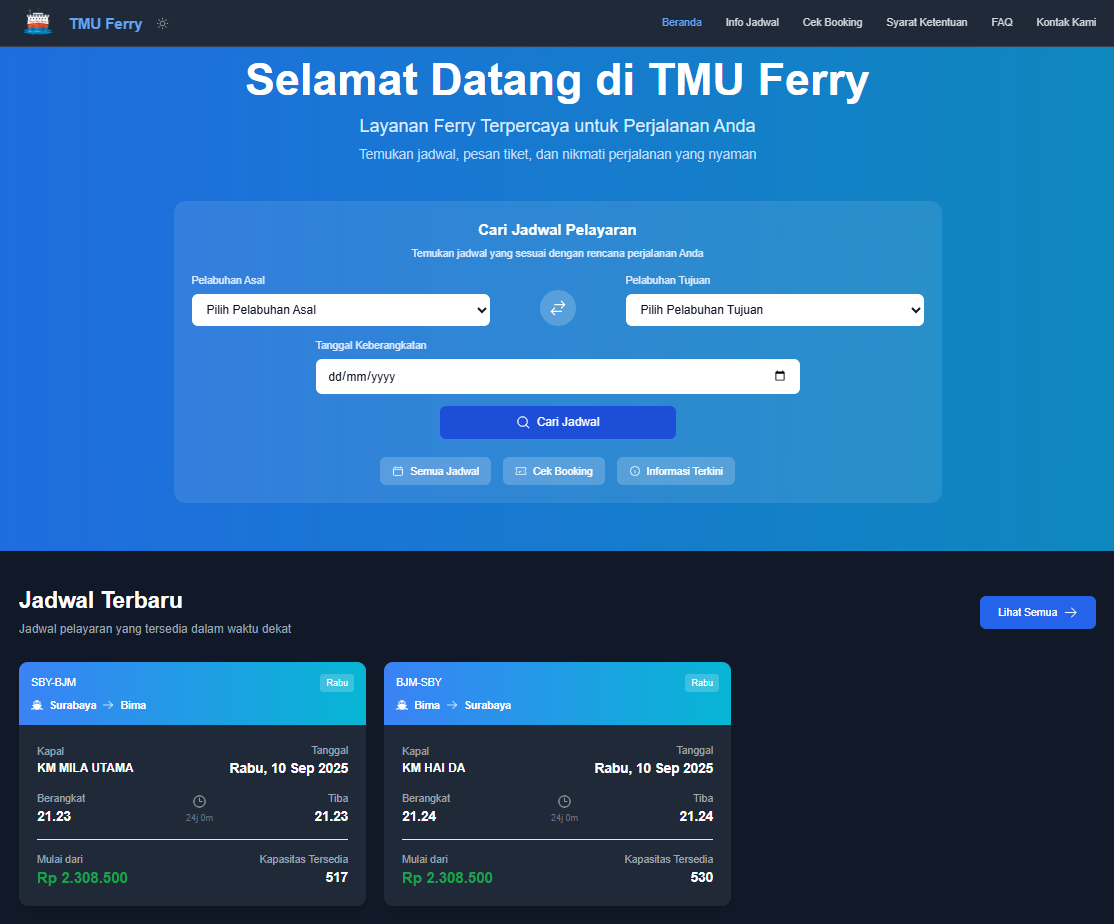 TMU Ferry
Beranda Info Jadwal Cek Booking Syarat Ketentuan FAQ Kontak Kami
Selamat Datang di TMU Ferry
Layanan Ferry Terpercaya untuk Perjalanan Anda
Temukan jadwal, pesan tiket, dan nikmati perjalanan yang nyaman
Cari Jadwal Pelayaran
Temukan jadwal yang sesuai dengan rencana perjalanan Anda
Pelabuhan Asal
Pilih Pelabuhan Asal
Pelabuhan Tujuan
Pilih Pelabuhan Tujuan
Tanggal Keberangkatan
dd/mm/yyyy
Cari Jadwal
Semua Jadwal
Cek Booking
Informasi Terkini
Jadwal Terbaru
Jadwal pelayaran yang tersedia dalam waktu dekat
Lihat Semua →
SBY-BJM
Rabu
Surabaya → Bima
Kapal
KM MILA UTAMA
Tanggal
Rabu, 10 Sep 2025
Berangkat
21.23
24j 0m
Tiba
21.23
Mulai dari
Rp 2.308.500
Kapasitas Tersedia
517
BJM-SBY
Rabu
Bima → Surabaya
Kapal
KM HAI DA
Tanggal
Rabu, 10 Sep 2025
Berangkat
21.24
24j 0m
Tiba
21.24
Mulai dari
Rp 2.308.500
Kapasitas Tersedia
530